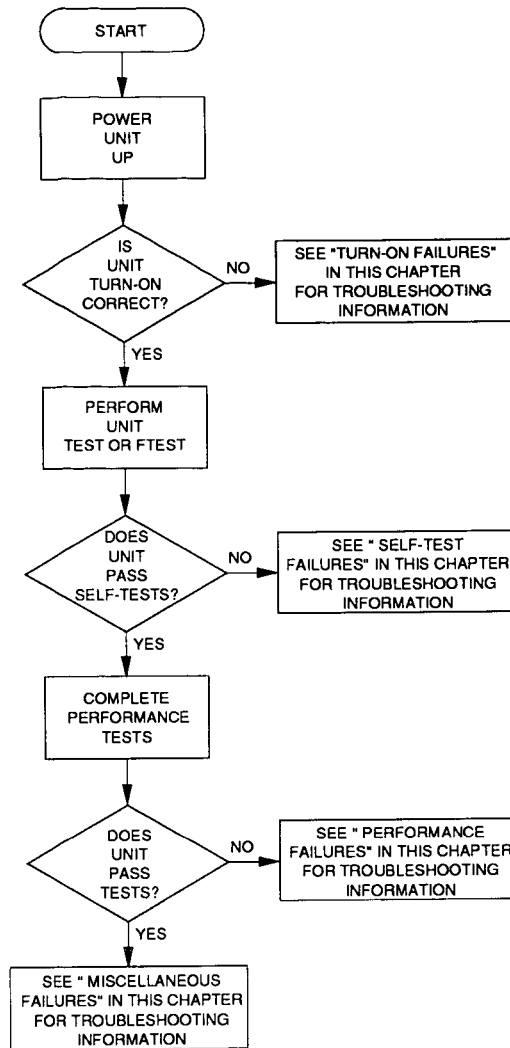 START
POWER
UNIT
UP
IS
UNIT
TURN-ON
CORRECT?
NO
SEE "TURN-ON FAILURES"
IN THIS CHAPTER
FOR TROUBLESHOOTING
INFORMATION
YES
PERFORM
UNIT
TEST OR FTEST
DOES
UNIT
PASS
SELF-TESTS?
NO
SEE " SELF-TEST
FAILURES" IN THIS CHAPTER
FOR TROUBLESHOOTING
INFORMATION
YES
COMPLETE
PERFORMANCE
TESTS
DOES
UNIT
PASS
TESTS?
NO
SEE " PERFORMANCE
FAILURES" IN THIS CHAPTER
FOR TROUBLESHOOTING
INFORMATION
YES
SEE " MISCELLANEOUS
FAILURES" IN THIS CHAPTER
FOR TROUBLESHOOTING
INFORMATION